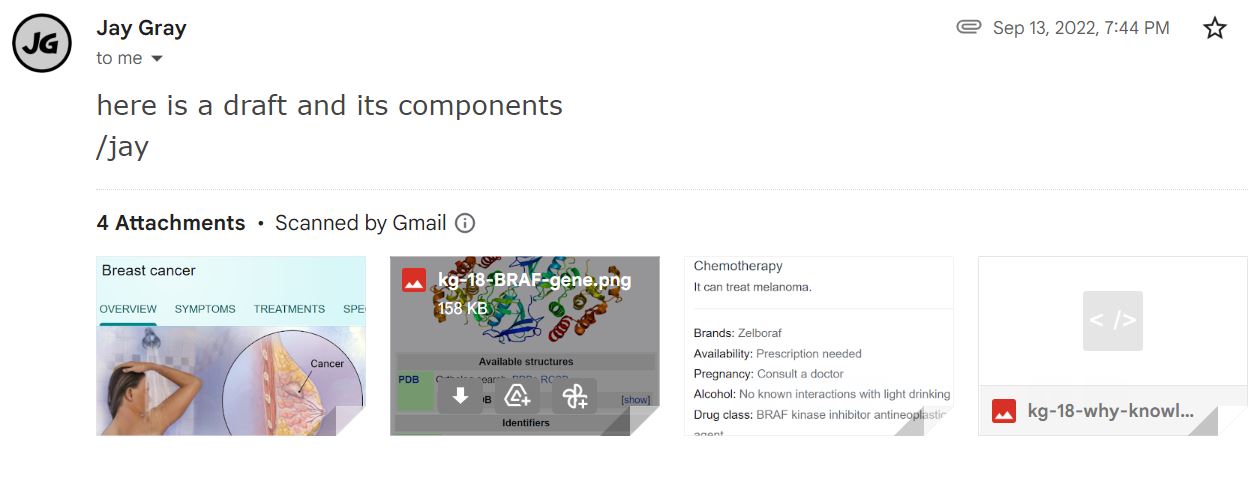 JG
Jay Gray
Sep 13, 2022, 7:44 PM
to me
here is a draft and its components
/jay
4 Attachments • Scanned by Gmail
Breast cancer
OVERVIEW SYMPTOMS TREATMENTS SPE
Cancer
kg-18-BRAF-gene.png
158 KB
Available structures
PDB Ortholog search: PDBe RCSB
[show]
Identifiers
Chemotherapy
It can treat melanoma.
Brands: Zelboraf
Availability: Prescription needed
Pregnancy: Consult a doctor
Alcohol: No known interactions with light drinking
Drug class: BRAF kinase inhibitor antineoplastic
agent
</>
kg-18-why-knowl...